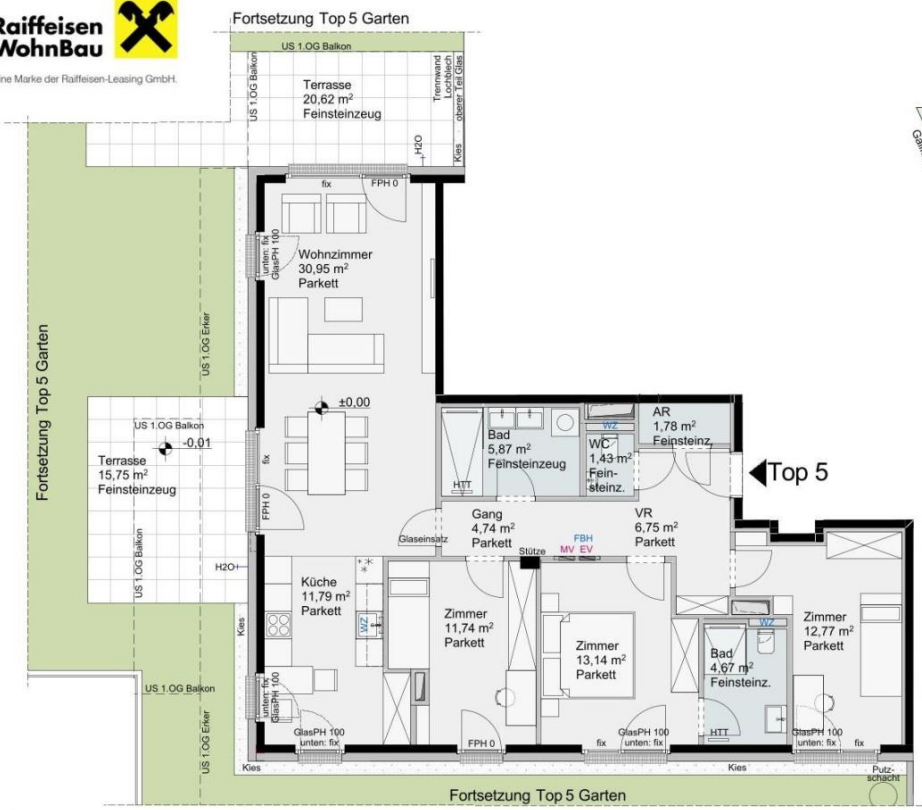 Raiffeisen
WohnBau
ne Marke der Raiffeisen-Leasing GmbH.
Fortsetzung Top 5 Garten
US 1.OG Balkon
US 1.OG Balkon
Terrasse
20,62 m²
Feinsteinzeug
Trennwand
Lochblech
oberer Teil Glas
Kies
H2O
fix
FPH 0
unten: fix
GlasPH 100
Wohnzimmer
30,95 m²
Parkett
US 1.OG Erker
Fortsetzung Top 5 Garten
±0,00
US 1.OG Balkon
-0,01
Terrasse
15,75 m²
Feinsteinzeug
US 1.OG Balkon
fix
FPH 0
H2O
Bad
5,87 m²
Feinsteinzeug
HTT
WZ
WC
1,43 m²
Fein-
steinz.
AR
1,78 m²
Feinsteinz.
Top 5
Glaseinsatz
Gang
4,74 m²
Parkett
Stütze
FBH
MV EV
VR
6,75 m²
Parkett
Küche
11,79 m²
Parkett
WZ
Kies
unten: fix
GlasPH 100
Zimmer
11,74 m²
Parkett
Zimmer
13,14 m²
Parkett
WZ
Bad
4,67 m²
Feinsteinz.
HTT
Zimmer
12,77 m²
Parkett
US 1.OG Balkon
US 1.OG Erker
GlasPH 100
unten: fix
FPH 0
fix
GlasPH 100
unten: fix
GlasPH 100
unten: fix
fix
Kies
Kies
Putz-
schacht
Fortsetzung Top 5 Garten